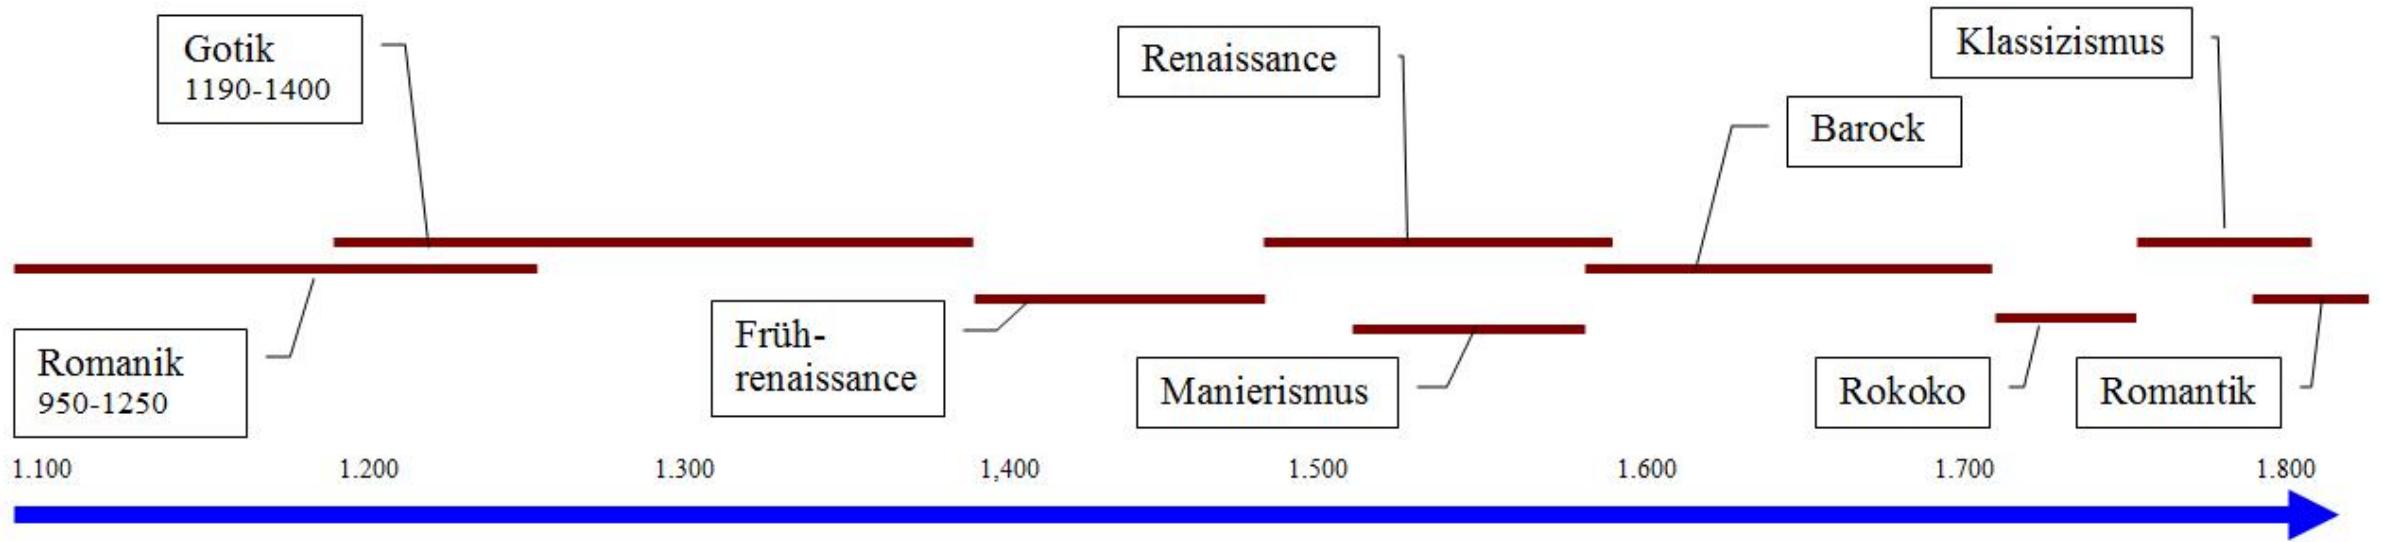 Gotik
1190-1400
Renaissance
Klassizismus
Barock
Romanik
950-1250
Früh-
renaissance
Manierismus
Rokoko
Romantik
1.100 1.200 1.300 1,400 1.500 1.600 1.700 1.800